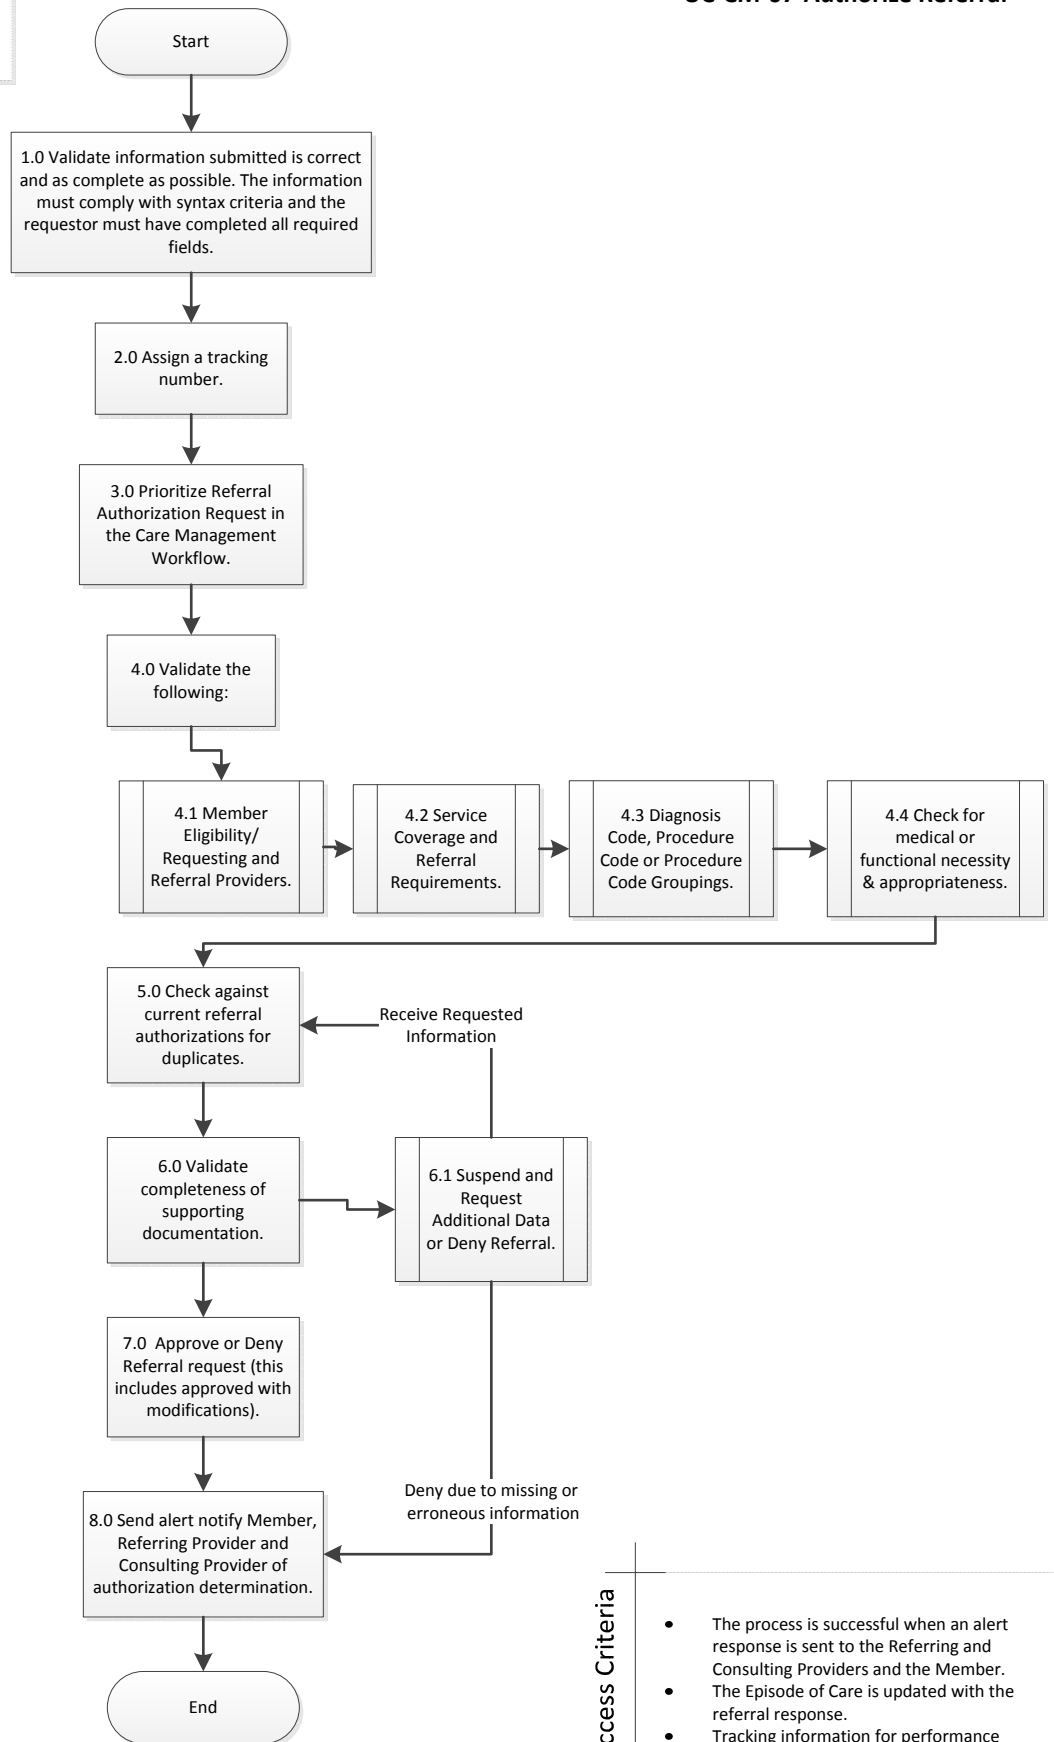 Authorize Referral
Start
1.0 Validate information submitted is correct
and as complete as possible. The information
must comply with syntax criteria and the
requestor must have completed all required
fields.
2.0 Assign a tracking
number.
3.0 Prioritize Referral
Authorization Request in
the Care Management
Workflow.
4.0 Validate the
following:
4.1 Member
Eligibility/
Requesting and
Referral Providers.
4.2 Service
Coverage and
Referral
Requirements.
4.3 Diagnosis
Code, Procedure
Code or Procedure
Code Groupings.
4.4 Check for
medical or
functional necessity
& appropriateness.
5.0 Check against
current referral
authorizations for
duplicates.
Receive Requested
Information
6.0 Validate
completeness of
supporting
documentation.
6.1 Suspend and
Request
Additional Data
or Deny Referral.
7.0 Approve or Deny
Referral request (this
includes approved with
modifications).
Deny due to missing or
erroneous information
8.0 Send alert notify Member,
Referring Provider and
Consulting Provider of
authorization determination.
End
ccess Criteria
• The process is successful when an alert
response is sent to the Referring and
Consulting Providers and the Member.
• The Episode of Care is updated with the
referral response.
• Tracking information for performance